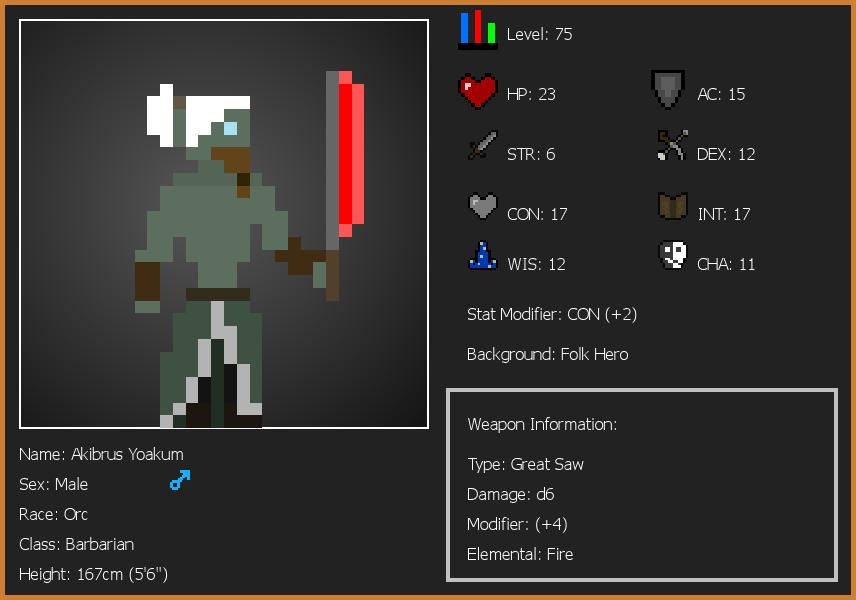 Level: 75
HP: 23
AC: 15
STR: 6
DEX: 12
CON: 17
INT: 17
WIS: 12
CHA: 11
Stat Modifier: CON (+2)
Background: Folk Hero
Weapon Information:
Type: Great Saw
Damage: d6
Modifier: (+4)
Elemental: Fire
Name: Akibrus Yoakum
Sex: Male
Race: Orc
Class: Barbarian
Height: 167cm (5'6")